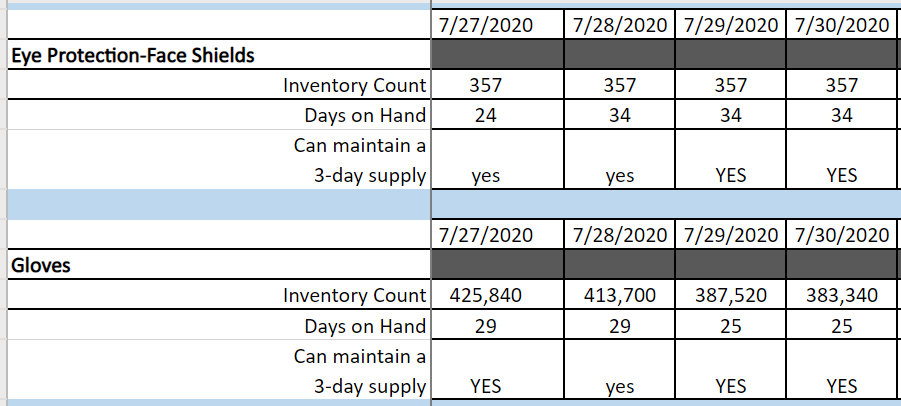 7/27/2020 7/28/2020 7/29/2020 7/30/2020
Eye Protection-Face Shields
Inventory Count 357 357 357 357
Days on Hand 24 34 34 34
Can maintain a
3-day supply yes yes YES YES
7/27/2020 7/28/2020 7/29/2020 7/30/2020
Gloves
Inventory Count 425,840 413,700 387,520 383,340
Days on Hand 29 29 25 25
Can maintain a
3-day supply YES yes YES YES